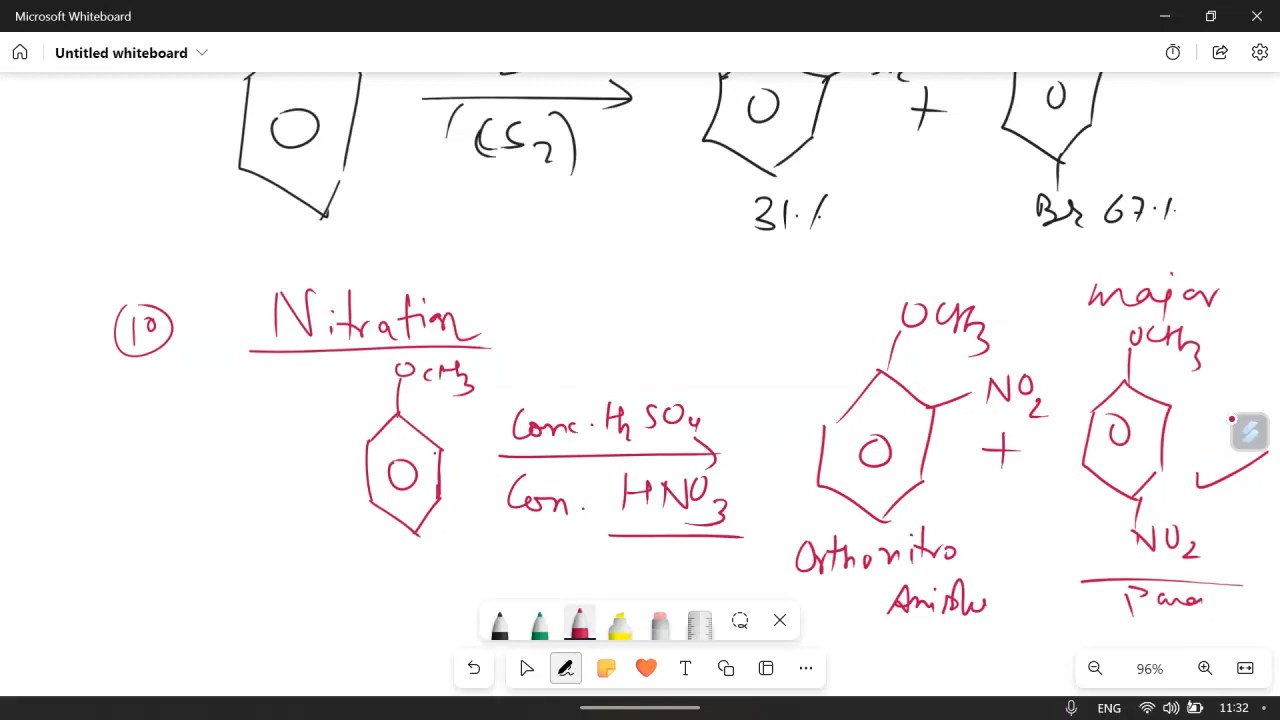 Microsoft Whiteboard
Untitled whiteboard
(CS2)
+
31 %
Br 67 %
10
Nitration
OCH3
Conc. H2SO4
Con. HNO3
OCH3
NO2
+
Orthonitro
major
OCH3
NO2
Para
96%
ENG
11:32